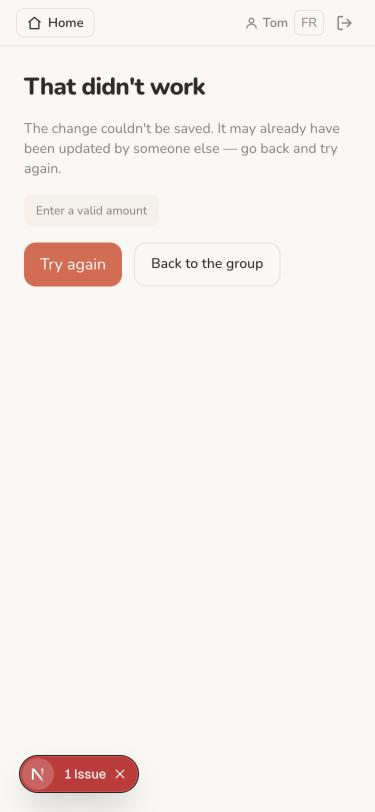 Home
Tom
FR
That didn't work
The change couldn't be saved. It may already have
been updated by someone else — go back and try
again.
Enter a valid amount
Try again
Back to the group
N
1 Issue